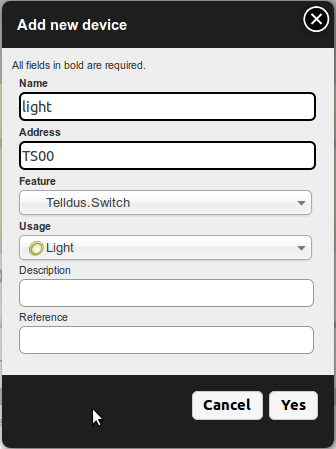 Add new device
All fields in bold are required.
Name
light
Address
TS00
Feature
Telldus.Switch
Usage
Light
Description
Reference
Cancel Yes